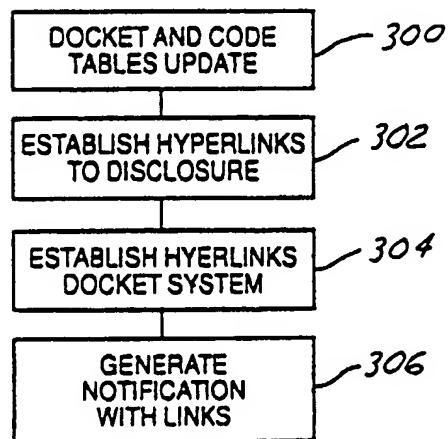 DOCKET AND CODE
TABLES UPDATE
300
ESTABLISH HYPERLINKS
TO DISCLOSURE
302
ESTABLISH HYERLINKS
DOCKET SYSTEM
304
GENERATE
NOTIFICATION
WITH LINKS
306